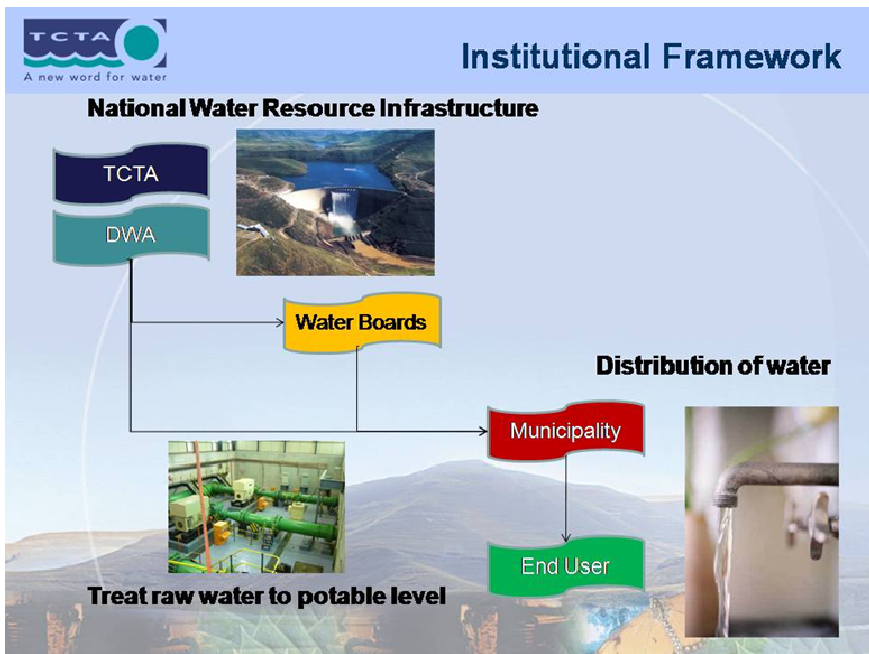 TCTA
A new word for water
Institutional Framework
National Water Resource Infrastructure
TCTA
DWA
Water Boards
Distribution of water
Municipality
End User
Treat raw water to potable level